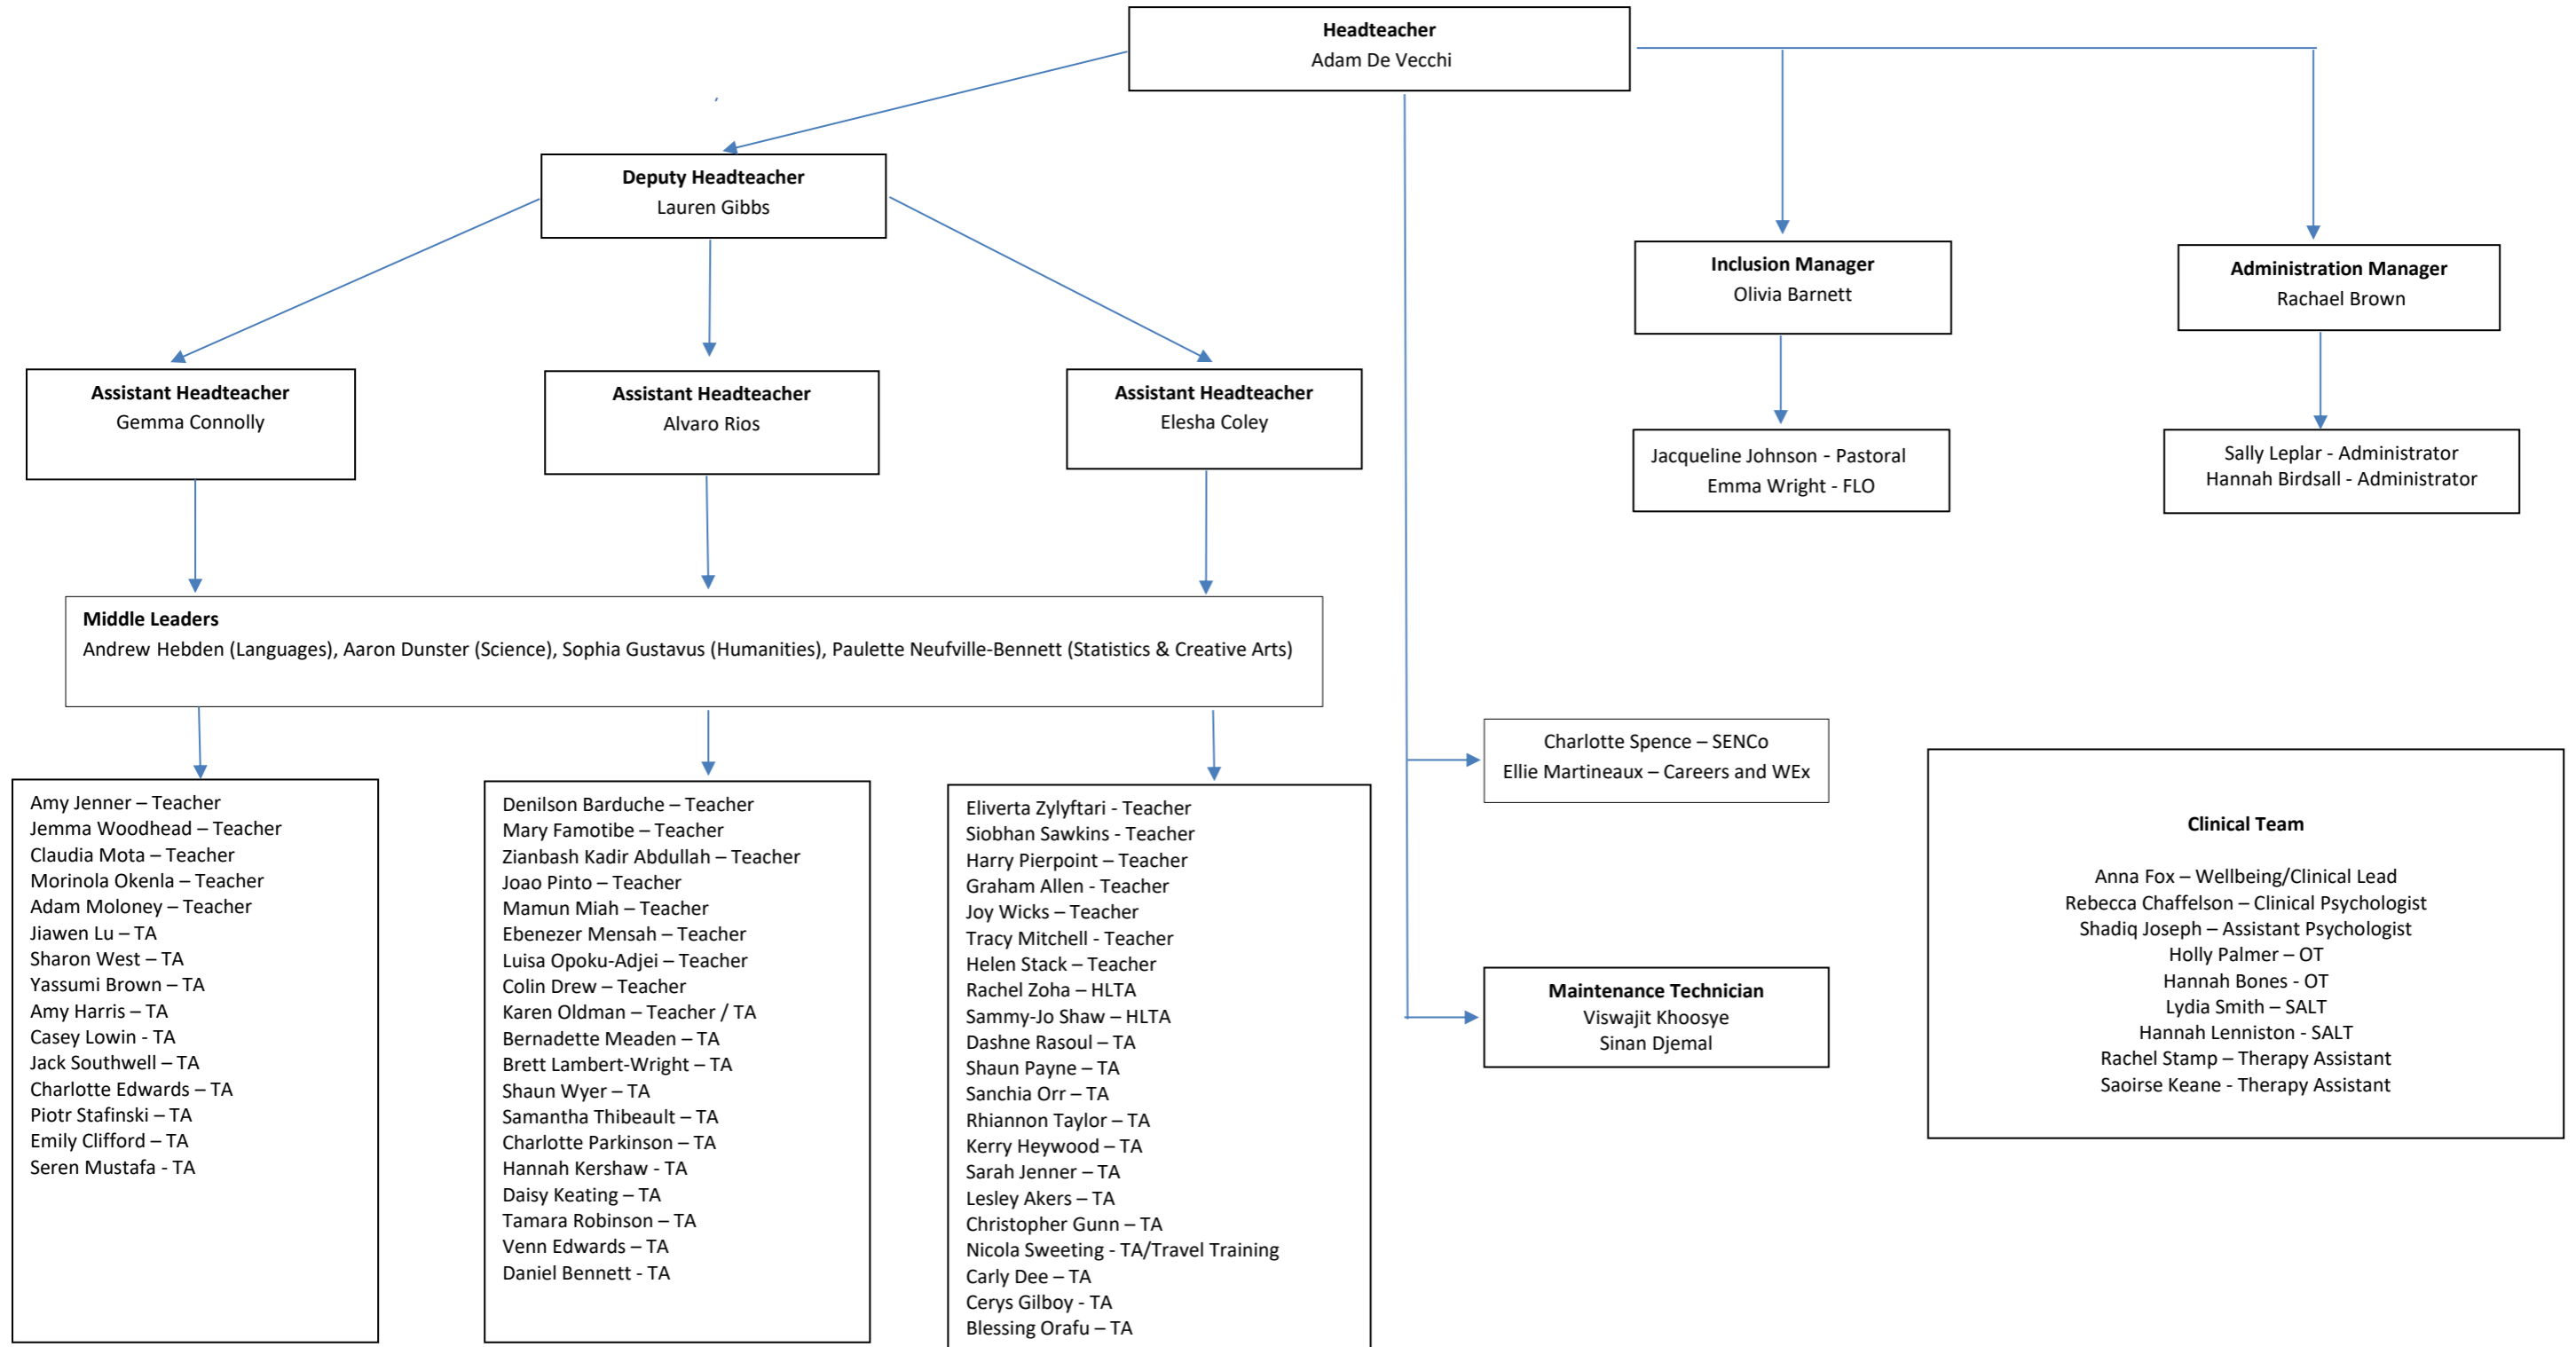 Headteacher
Adam De Vecchi
Deputy Headteacher
Lauren Gibbs
Inclusion Manager
Olivia Barnett
Administration Manager
Rachael Brown
Assistant Headteacher
Gemma Connolly
Assistant Headteacher
Alvaro Rios
Assistant Headteacher
Elesha Coley
Jacqueline Johnson - Pastoral
Emma Wright - FLO
Sally Leplar - Administrator
Hannah Birdsall - Administrator
Middle Leaders
Andrew Hebden (Languages), Aaron Dunster (Science), Sophia Gustavus (Humanities), Paulette Neufville-Bennett (Statistics & Creative Arts)
Amy Jenner – Teacher
Jemma Woodhead – Teacher
Claudia Mota – Teacher
Morinola Okenla – Teacher
Adam Moloney – Teacher
Jiawen Lu – TA
Sharon West – TA
Yassumi Brown – TA
Amy Harris – TA
Casey Lowin - TA
Jack Southwell – TA
Charlotte Edwards – TA
Piotr Stafinski – TA
Emily Clifford – TA
Seren Mustafa - TA
Denilson Barduche – Teacher
Mary Famotibe – Teacher
Zianbash Kadir Abdullah – Teacher
Joao Pinto – Teacher
Mamun Miah – Teacher
Ebenezer Mensah – Teacher
Luisa Opoku-Adjei – Teacher
Colin Drew – Teacher
Karen Oldman – Teacher / TA
Bernadette Meaden – TA
Brett Lambert-Wright – TA
Shaun Wyer – TA
Samantha Thibeault – TA
Charlotte Parkinson – TA
Hannah Kershaw - TA
Daisy Keating – TA
Tamara Robinson – TA
Venn Edwards – TA
Daniel Bennett - TA
Eliverta Zylyftari - Teacher
Siobhan Sawkins - Teacher
Harry Pierpoint – Teacher
Graham Allen - Teacher
Joy Wicks – Teacher
Tracy Mitchell - Teacher
Helen Stack – Teacher
Rachel Zoha – HLTA
Sammy-Jo Shaw – HLTA
Dashne Rasoul – TA
Shaun Payne – TA
Sanchia Orr – TA
Rhiannon Taylor – TA
Kerry Heywood – TA
Sarah Jenner – TA
Lesley Akers – TA
Christopher Gunn – TA
Nicola Sweeting - TA/Travel Training
Carly Dee – TA
Cerys Gilboy - TA
Blessing Orafu – TA
Charlotte Spence – SENCo
Ellie Martineaux – Careers and WEx
Maintenance Technician
Viswajit Khoosye
Sinan Djemal
Clinical Team
Anna Fox – Wellbeing/Clinical Lead
Rebecca Chaffelson – Clinical Psychologist
Shadiq Joseph – Assistant Psychologist
Holly Palmer – OT
Hannah Bones - OT
Lydia Smith – SALT
Hannah Lenniston - SALT
Rachel Stamp – Therapy Assistant
Saoirse Keane - Therapy Assistant